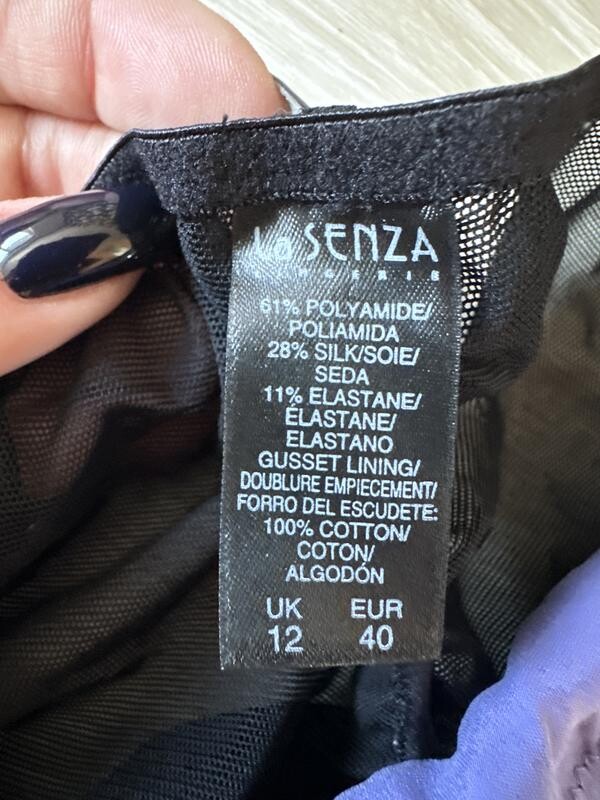 La SENZA
LINGERIE
61% POLYAMIDE/
POLIAMIDA
28% SILK/SOIE/
SEDA
11% ELASTANE/
ÉLASTANE/
ELASTANO
GUSSET LINING/
DOUBLURE EMPIECEMENT/
FORRO DEL ESCUDETE:
100% COTTON/
COTON/
ALGODÓN
UK EUR
12 40